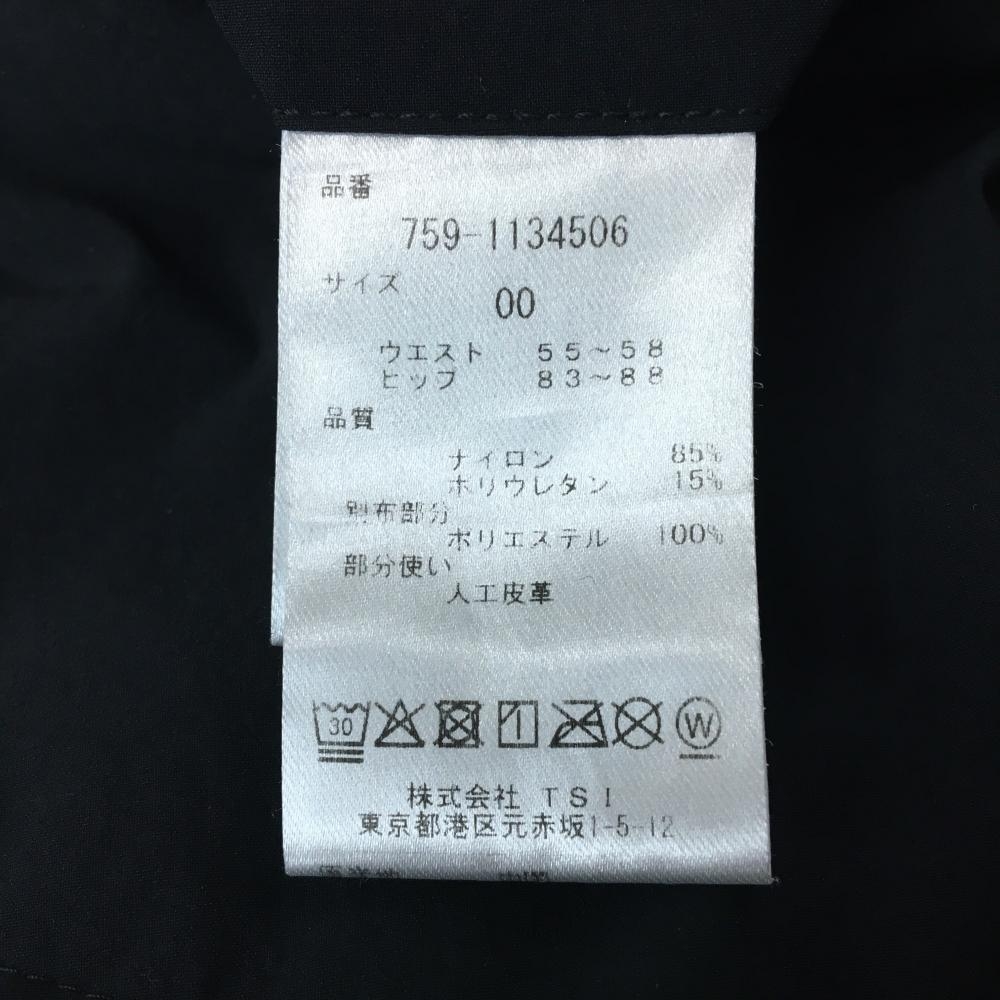 品番
759-1134506
サイズ
00
ウエスト 55~58
ヒップ 83~88
品質
ナイロン 85%
ポリウレタン 15%
別布部分
ポリエステル 100%
部分使い
人工皮革
30 W
株式会社 TSI
東京都港区元赤坂1-5-12